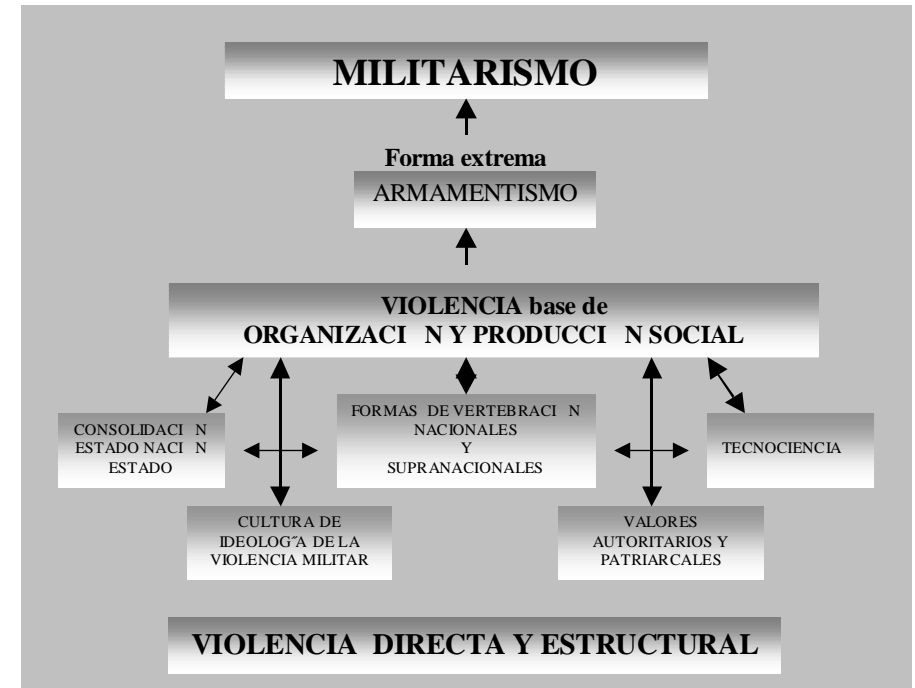 MILITARISMO
Forma extrema
ARMAMENTISMO
VIOLENCIA base de
ORGANIZACI N Y PRODUCCI N SOCIAL
CONSOLIDACI N
ESTADO NACI N
ESTADO
FORMAS DE VERTEBRACI N
NACIONALES
Y
SUPRANACIONALES
TECNOCIENCIA
CULTURA DE
IDEOLOG˝A DE LA
VIOLENCIA MILITAR
VALORES
AUTORITARIOS Y
PATRIARCALES
VIOLENCIA DIRECTA Y ESTRUCTURAL